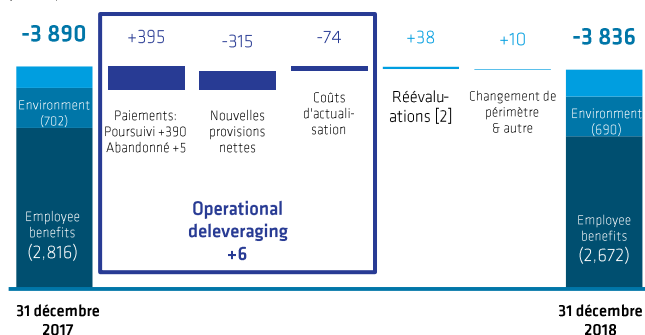 -3 890
+395
-315
-74
+38
+10
-3 836
Environment
(702)
Employee
benefits
(2,816)
Paiements:
Poursuivi +390
Abandonné +5
Nouvelles
provisions
nettes
Coûts
d'actuali-
sation
Réévalu-
ations [2]
Changement de
périmètre
& autre
Environment
(690)
Employee
benefits
(2,672)
Operational
deleveraging
+6
31 décembre
2017
31 décembre
2018